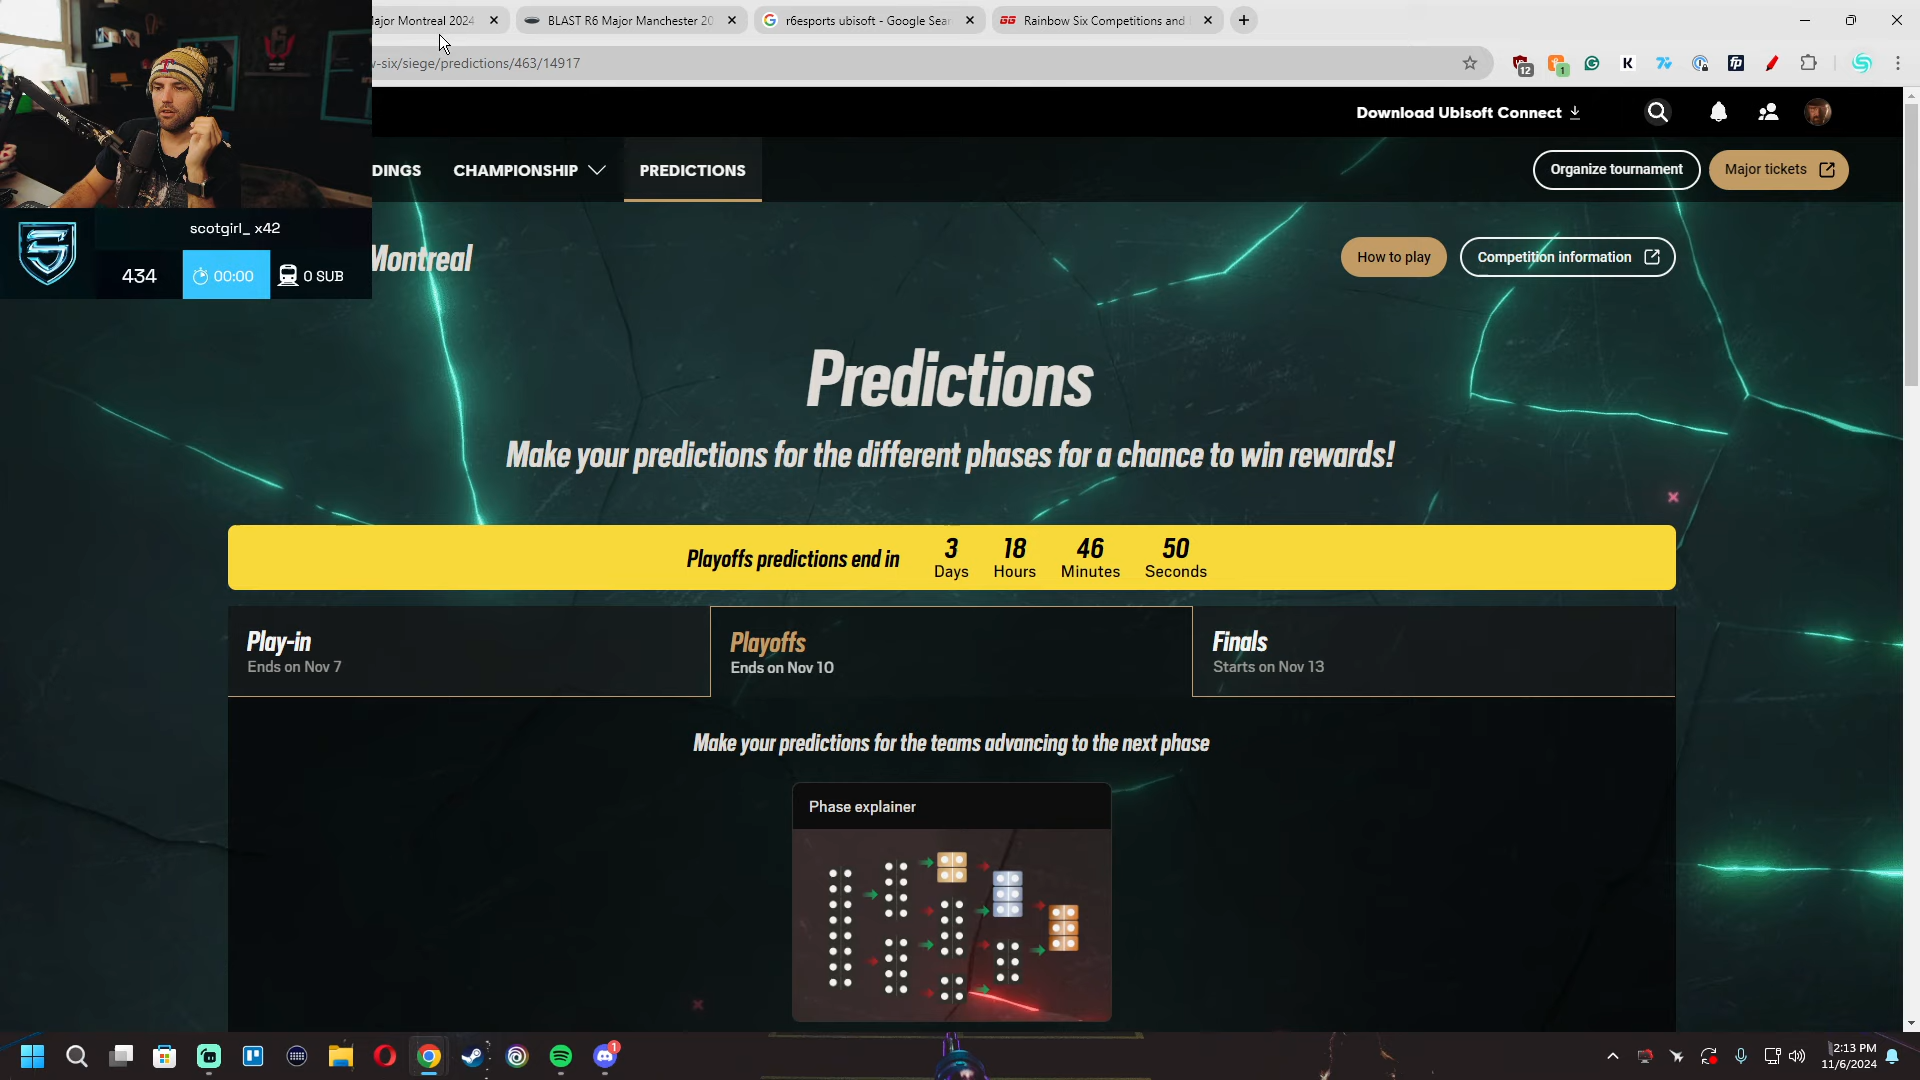 Major Montreal 2024
BLAST R6 Major Manchester 20
r6esports ubisoft - Google Sear
Rainbow Six Competitions and
-six/siege/predictions/463/14917
12
1
Download Ubisoft Connect
DINGS
CHAMPIONSHIP
PREDICTIONS
Organize tournament
Major tickets
scotgirl_ x42
434
00:00
0 SUB
Montreal
How to play
Competition information
Predictions
Make your predictions for the different phases for a chance to win rewards!
Playoffs predictions end in
3
Days
18
Hours
46
Minutes
50
Seconds
Play-in
Ends on Nov 7
Playoffs
Ends on Nov 10
Finals
Starts on Nov 13
Make your predictions for the teams advancing to the next phase
Phase explainer
1
2:13 PM
11/6/2024